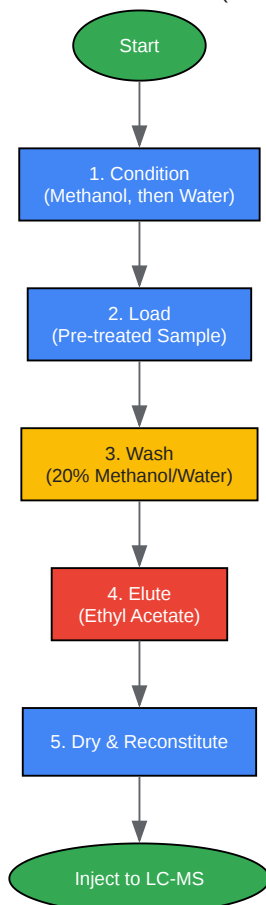 Start
1. Condition
(Methanol, then Water)
2. Load
(Pre-treated Sample)
3. Wash
(20% Methanol/Water)
4. Elute
(Ethyl Acetate)
5. Dry & Reconstitute
Inject to LC-MS